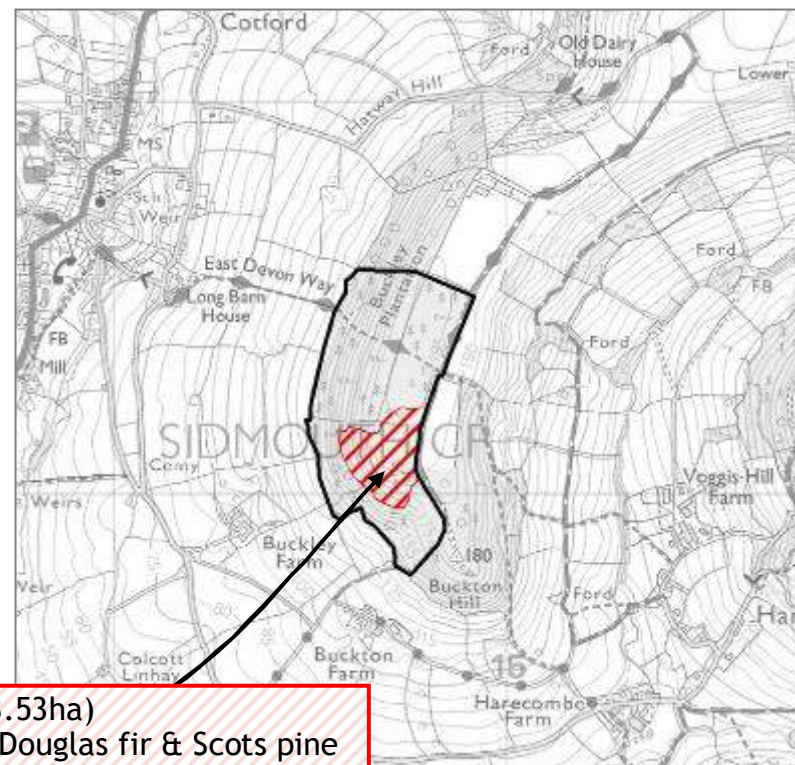 Cotford
Ford
Old Dairy
House
Lower
Hatway Hill
MS
Sch
Weir
Ford
FB
East Devon Way
Long Barn
House
Buckley
Plantation
FB
Mill
Ford
SIDMOUTH CP
Weirs
Voggis Hill
Farm
Buckley
Farm
180
Buckton
Hill
Weir
Ford
Har
Colcott
Linhay
Buckton
Farm
15
Harecombe
Farm
.53ha)
Douglas fir & Scots pine